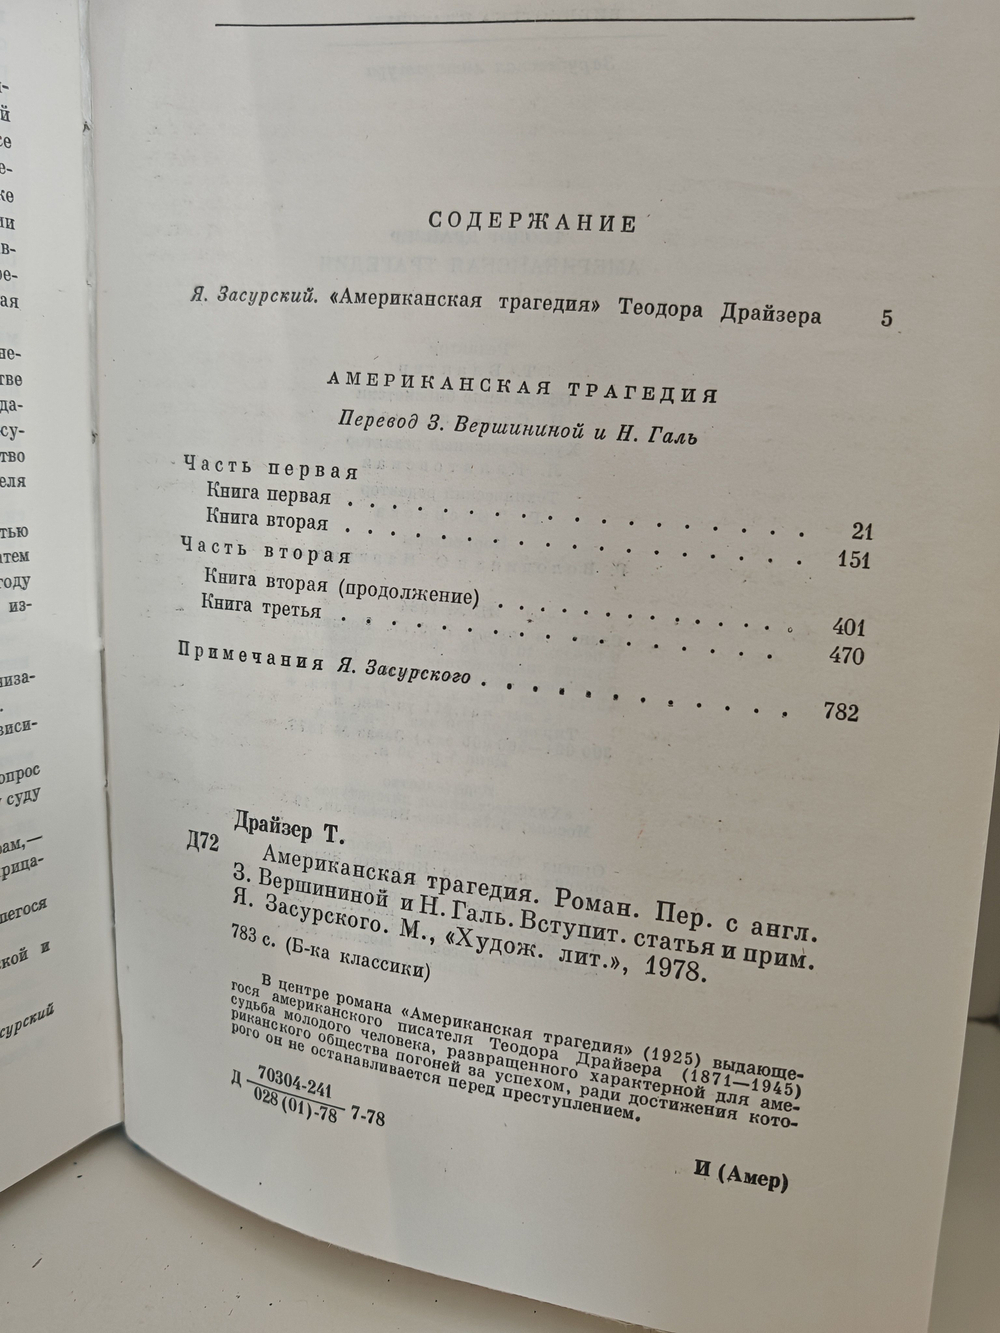 СОДЕРЖАНИЕ
Я. Засурский. «Американская трагедия» Теодора Драйзера 5
АМЕРИКАНСКАЯ ТРАГЕДИЯ
Перевод З. Вершининой и Н. Галь
Часть первая
Книга первая . . . . . . . . . . . . . . . . 21
Книга вторая . . . . . . . . . . . . . . . . 151
Часть вторая
Книга вторая (продолжение) . . . . . . . . . . . 401
Книга третья . . . . . . . . . . . . . . . 470
Примечания Я. Засурского . . . . . . . . . . . . 782
Драйзер Т.
Д72 Американская трагедия. Роман. Пер. с англ.
З. Вершининой и Н. Галь. Вступит. статья и прим.
Я. Засурского. М., «Худож. лит.», 1978.
783 с. (Б-ка классики)
В центре романа «Американская трагедия» (1925) выдающе-
гося американского писателя Теодора Драйзера (1871—1945)
судьба молодого человека, развращенного характерной для аме-
риканского общества погоней за успехом, ради достижения кото-
рого он не останавливается перед преступлением.
Д 70304-241
028(01)-78 7-78
И (Амер)